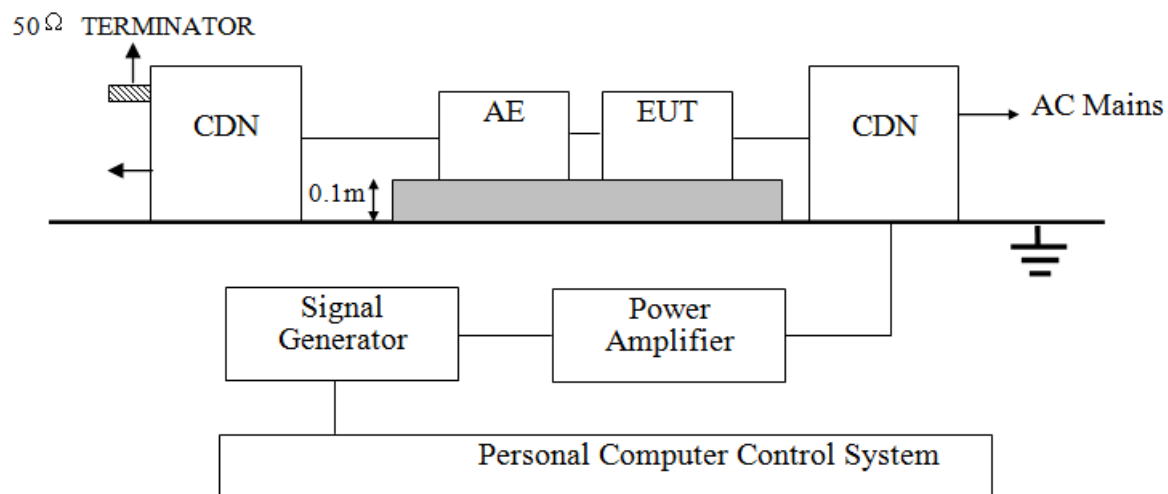 50Ω TERMINATOR
CDN
AE
EUT
CDN
AC Mains
0.1m
Signal
Generator
Power
Amplifier
Personal Computer Control System